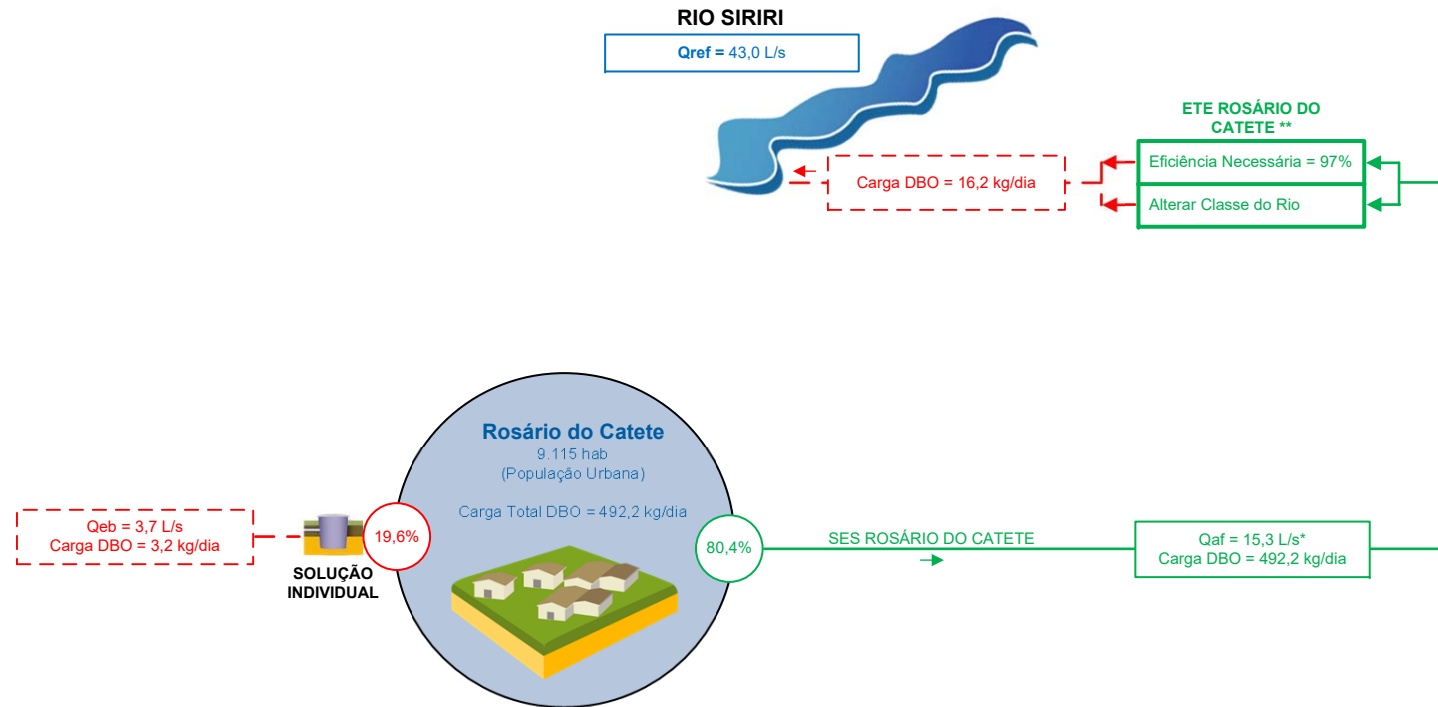 RIO SIRIRI
Qref = 43,0 L/s
ETE ROSÁRIO DO
CATETE **
Eficiência Necessária = 97%
Alterar Classe do Rio
Carga DBO = 16,2 kg/dia
Rosário do Catete
9.115 hab
(População Urbana)
Carga Total DBO = 492,2 kg/dia
Qeb = 3,7 L/s
Carga DBO = 3,2 kg/dia
SOLUÇÃO
INDIVIDUAL
19,6%
80,4%
SES ROSÁRIO DO CATETE
Qaf = 15,3 L/s*
Carga DBO = 492,2 kg/dia